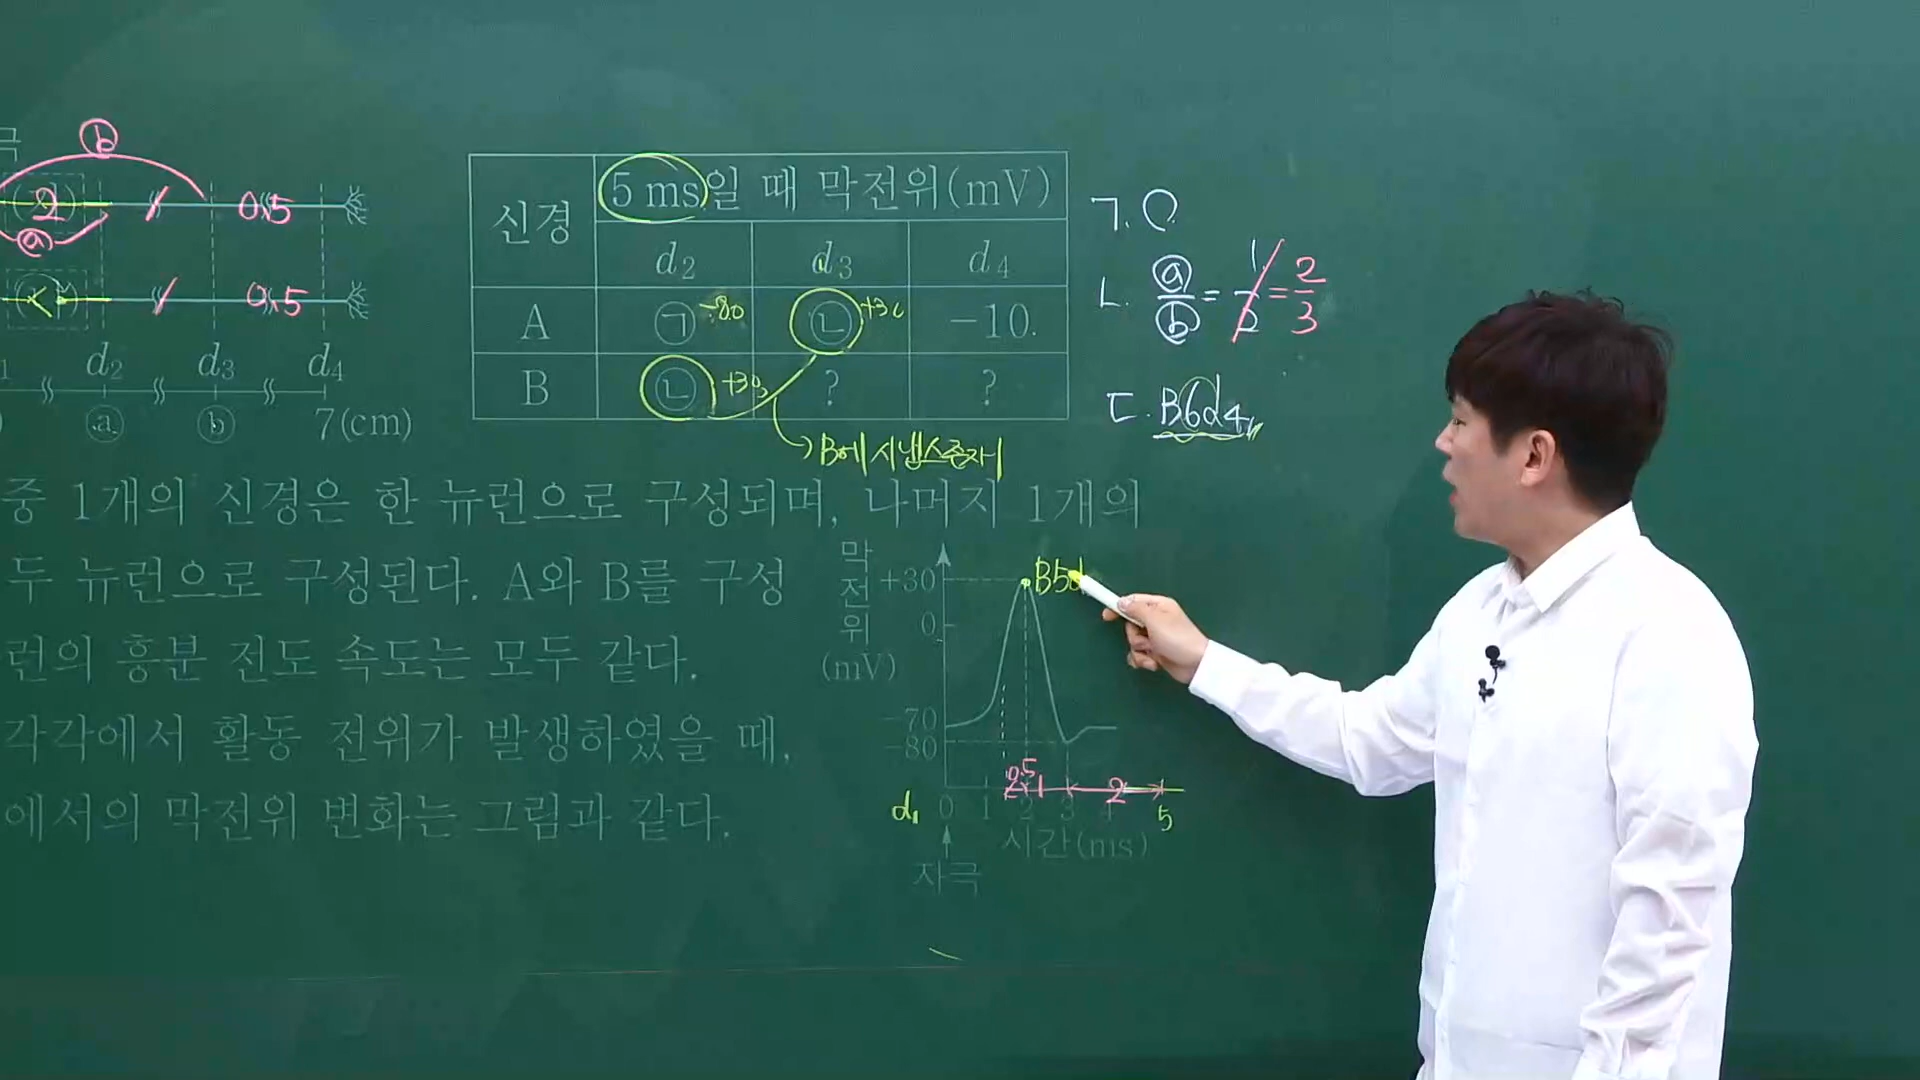 극
ⓑ
2
1
0.5
ⓐ
1
0.5
1 d2 d3 d4
ⓐ ⓑ 7(cm)
신경 5 ms일 때 막전위(mV)
d2 d3 d4
A ㉠ -80 ㉡ +30 -10
B ㉡ +30 ? ?
B에 시냅스존재
ㄱ. ○
ㄴ. ⓐ/ⓑ = 1/2 = 2/3
ㄷ. B6d4
중 1개의 신경은 한 뉴런으로 구성되며, 나머지 1개의
두 뉴런으로 구성된다. A와 B를 구성
런의 흥분 전도 속도는 모두 같다.
각각에서 활동 전위가 발생하였을 때,
에서의 막전위 변화는 그림과 같다.
막전위(mV)
+30
B5d
0
-70
-80
0.5 1 2
d1 0 1 2 3 4 5
시간(ms)
자극